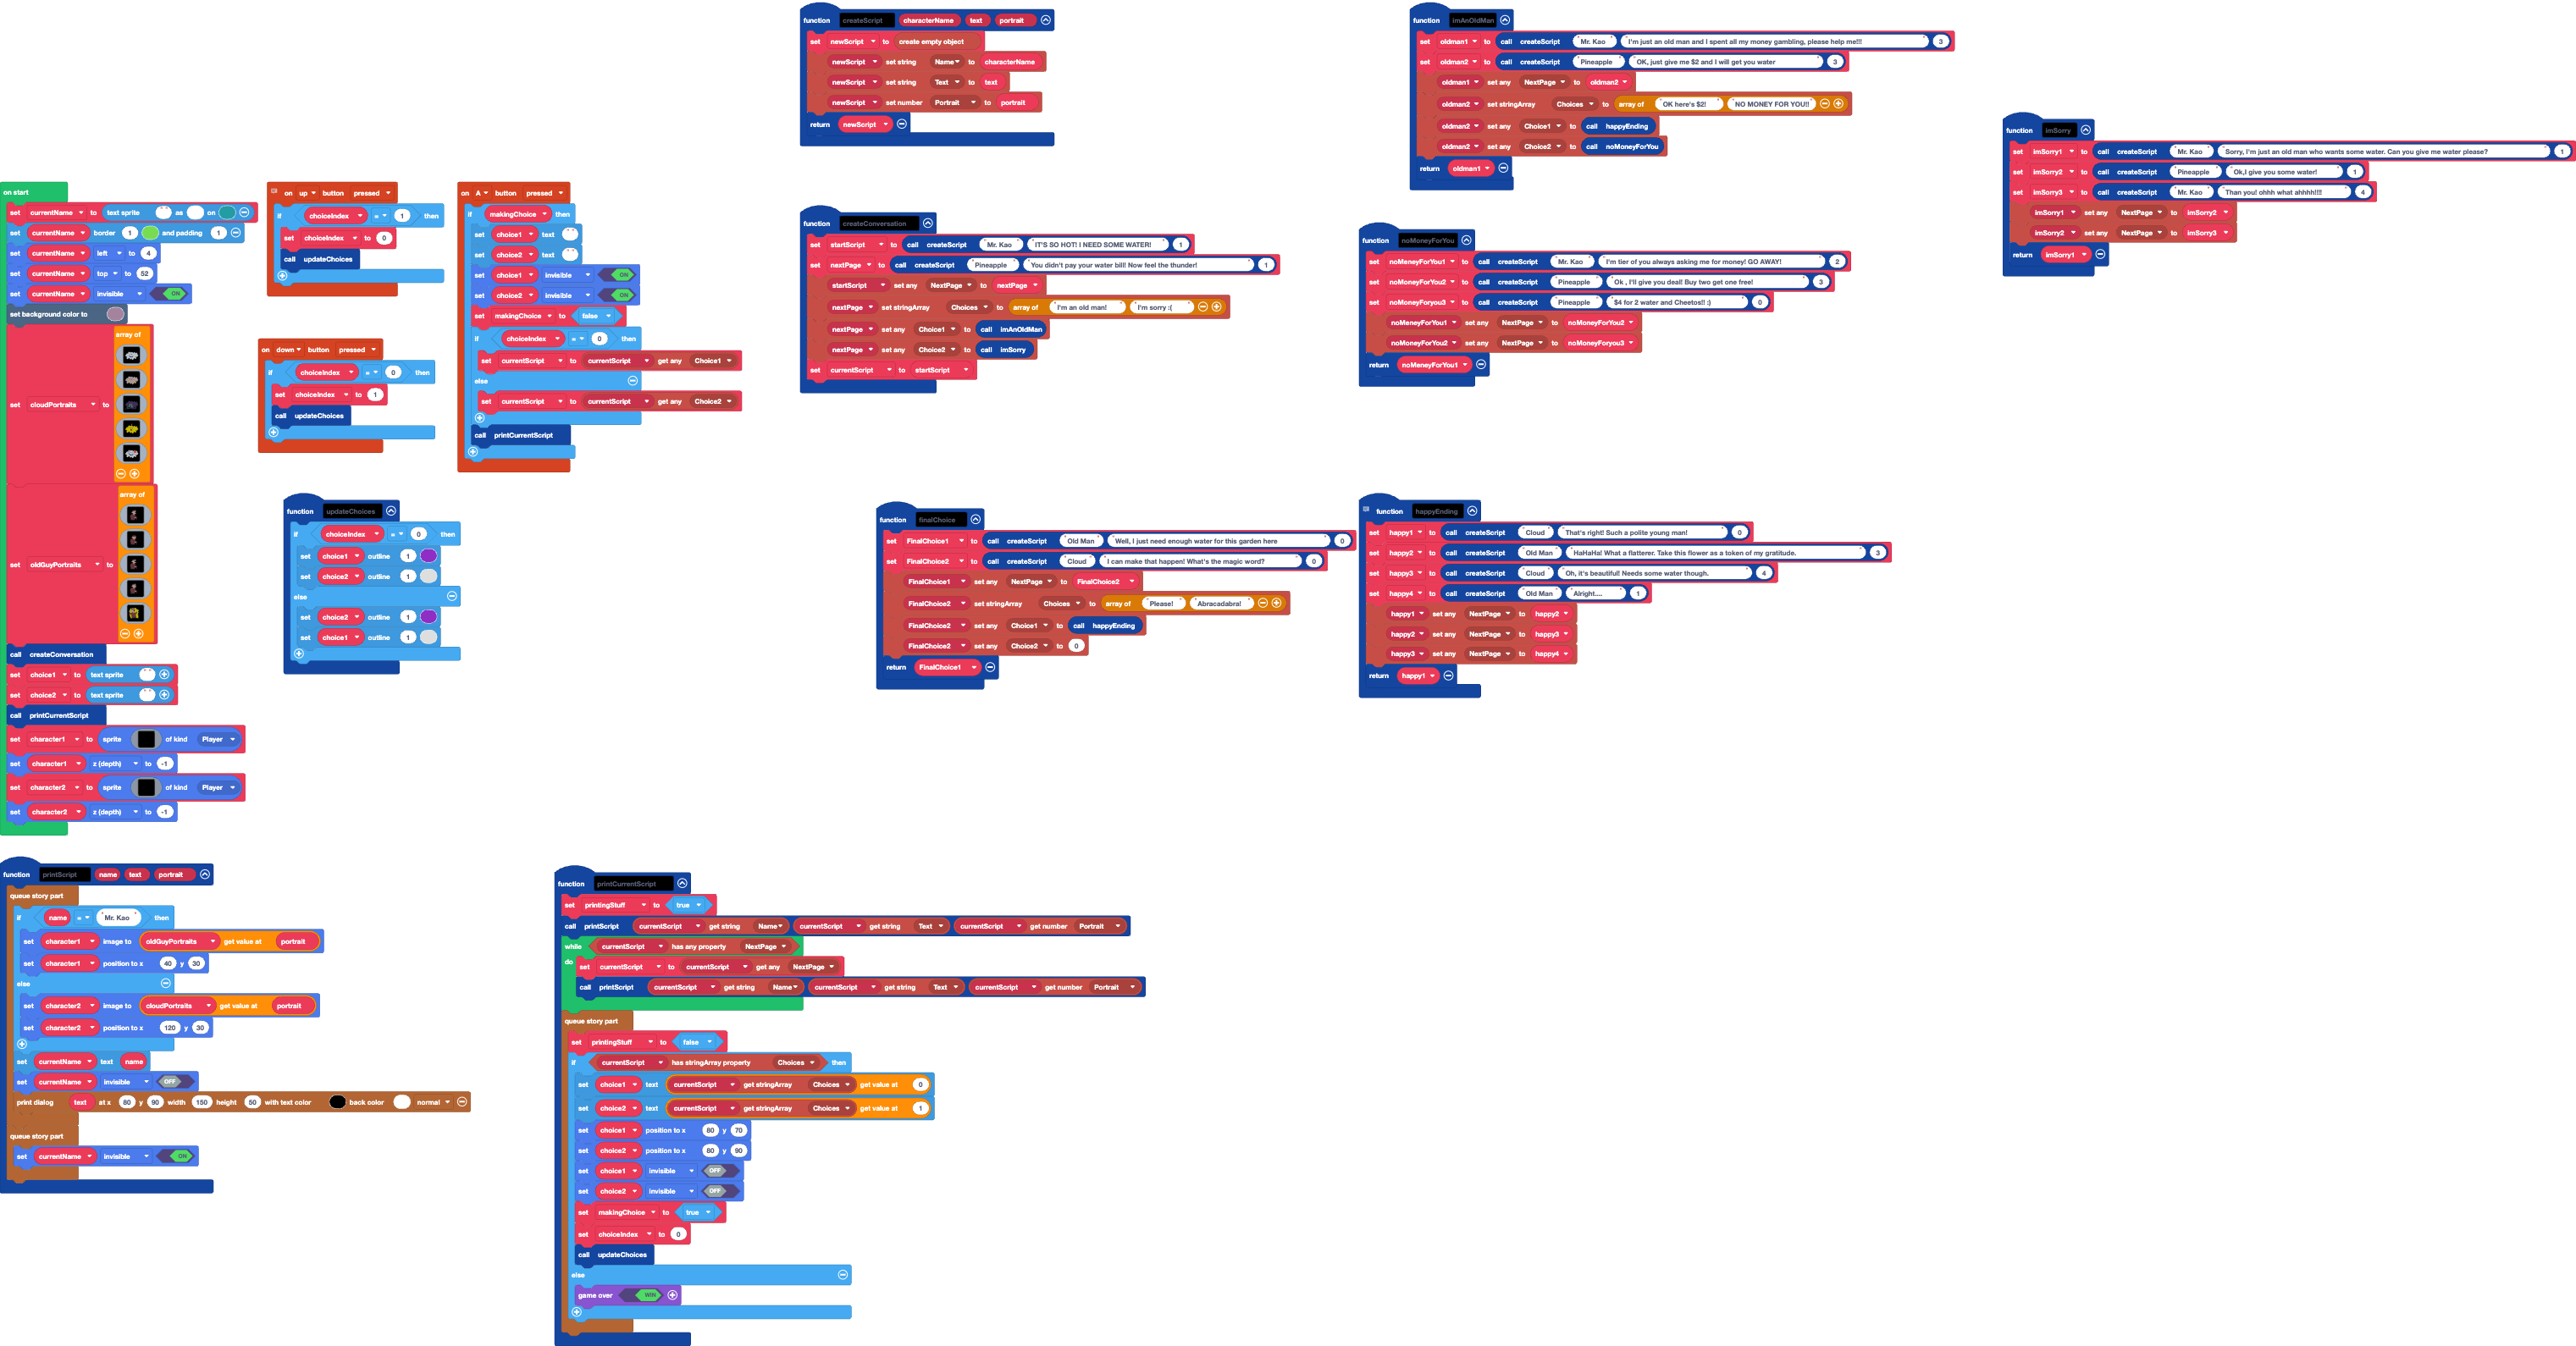 function createScript characterName text portrait
set newScript to create empty object
newScript set string Name to characterName
newScript set string Text to text
newScript set number Portrait to portrait
return newScript
function imAnOldMan
set oldman1 to call createScript "Mr. Kao" "I'm just an old man and I spent all my money gambling, please help me!!!" 3
set oldman2 to call createScript "Pineapple" "OK, just give me $2 and I will get you water" 3
oldman1 set any NextPage to oldman2
oldman2 set stringArray Choices to array of "OK here's $2!" "NO MONEY FOR YOU!!"
oldman2 set any Choice1 to call happyEnding
oldman2 set any Choice2 to call noMoneyForYou
return oldman1
function imSorry
set imSorry1 to call createScript "Mr. Kao" "Sorry, I'm just an old man who wants some water. Can you give me water please?" 1
set imSorry2 to call createScript "Pineapple" "Ok,I give you some water!" 1
set imSorry3 to call createScript "Mr. Kao" "Than you! ohhh what ahhhh!!!!" 4
imSorry1 set any NextPage to imSorry2
imSorry2 set any NextPage to imSorry3
return imSorry1
on start
set currentName to text sprite " " as on
set currentName border 1 and padding 1
set currentName left to 4
set currentName top to 52
set currentName invisible ON
set background color to
set cloudPortraits to array of
set oldGuyPortraits to array of
call createConversation
set choice1 to text sprite " "
set choice2 to text sprite " "
call printCurrentScript
set character1 to sprite of kind Player
set character1 z (depth) to -1
set character2 to sprite of kind Player
set character2 z (depth) to -1
on up button pressed
if choiceIndex = 1 then
set choiceIndex to 0
call updateChoices
on down button pressed
if choiceIndex = 0 then
set choiceIndex to 1
call updateChoices
on A button pressed
if makingChoice then
set choice1 text " "
set choice2 text " "
set choice1 invisible ON
set choice2 invisible ON
set makingChoice to false
if choiceIndex = 0 then
set currentScript to currentScript get any Choice1
else
set currentScript to currentScript get any Choice2
call printCurrentScript
function createConversation
set startScript to call createScript "Mr. Kao" "IT'S SO HOT! I NEED SOME WATER!" 1
set nextPage to call createScript "Pineapple" "You didn't pay your water bill! Now feel the thunder!" 1
startScript set any NextPage to nextPage
nextPage set stringArray Choices to array of "I'm an old man!" "I'm sorry :("
nextPage set any Choice1 to call imAnOldMan
nextPage set any Choice2 to call imSorry
set currentScript to startScript
function noMoneyForYou
set noMoneyForYou1 to call createScript "Mr. Kao" "I'm tier of you always asking me for money! GO AWAY!" 2
set noMoneyForYou2 to call createScript "Pineapple" "Ok , I'll give you deal! Buy two get one free!" 3
set noMoneyForyou3 to call createScript "Pineapple" "$4 for 2 water and Cheetos!! :)" 0
noMoneyForYou1 set any NextPage to noMoneyForYou2
noMoneyForYou2 set any NextPage to noMoneyForyou3
return noMoneyForYou1
function updateChoices
if choiceIndex = 0 then
set choice1 outline 1
set choice2 outline 1
else
set choice2 outline 1
set choice1 outline 1
function finalChoice
set FinalChoice1 to call createScript "Old Man" "Well, I just need enough water for this garden here" 0
set FinalChoice2 to call createScript "Cloud" "I can make that happen! What's the magic word?" 0
FinalChoice1 set any NextPage to FinalChoice2
FinalChoice2 set stringArray Choices to array of "Please!" "Abracadabra!"
FinalChoice2 set any Choice1 to call happyEnding
FinalChoice2 set any Choice2 to 0
return FinalChoice1
function happyEnding
set happy1 to call createScript "Cloud" "That's right! Such a polite young man!" 0
set happy2 to call createScript "Old Man" "HaHaHa! What a flatterer. Take this flower as a token of my gratitude." 3
set happy3 to call createScript "Cloud" "Oh, it's beautiful! Needs some water though." 4
set happy4 to call createScript "Old Man" "Alright...." 1
happy1 set any NextPage to happy2
happy2 set any NextPage to happy3
happy3 set any NextPage to happy4
return happy1
function printScript name text portrait
queue story part
if name = "Mr. Kao" then
set character1 image to oldGuyPortraits get value at portrait
set character1 position to x 40 y 30
else
set character2 image to cloudPortraits get value at portrait
set character2 position to x 120 y 30
set currentName text name
set currentName invisible OFF
print dialog text at x 80 y 90 width 150 height 50 with text color back color normal
queue story part
set currentName invisible ON
function printCurrentScript
set printingStuff to true
call printScript currentScript get string Name currentScript get string Text currentScript get number Portrait
while currentScript has any property NextPage
do set currentScript to currentScript get any NextPage
call printScript currentScript get string Name currentScript get string Text currentScript get number Portrait
queue story part
set printingStuff to false
if currentScript has stringArray property Choices then
set choice1 text currentScript get stringArray Choices get value at 0
set choice2 text currentScript get stringArray Choices get value at 1
set choice1 position to x 80 y 70
set choice2 position to x 80 y 90
set choice1 invisible OFF
set choice2 invisible OFF
set makingChoice to true
set choiceIndex to 0
call updateChoices
else
game over WIN